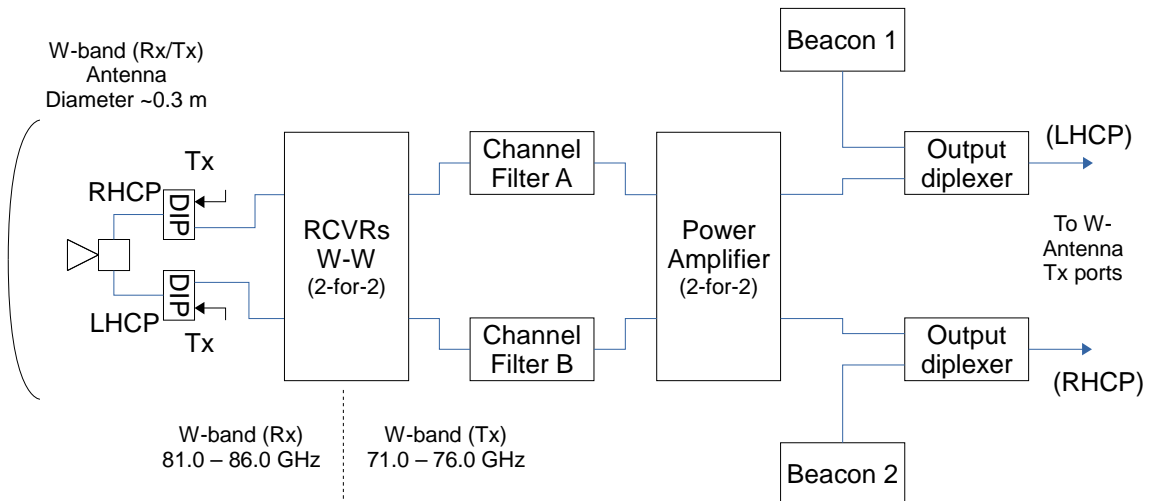 W-band (Rx/Tx)
Antenna
Diameter ~0.3 m
Tx
RHCP
DIP
DIP
LHCP
Tx
RCVRs
W-W
(2-for-2)
Channel
Filter A
Channel
Filter B
Power
Amplifier
(2-for-2)
Beacon 1
Output
diplexer
(LHCP)
To W-
Antenna
Tx ports
Output
diplexer
(RHCP)
Beacon 2
W-band (Rx)
81.0 – 86.0 GHz
W-band (Tx)
71.0 – 76.0 GHz